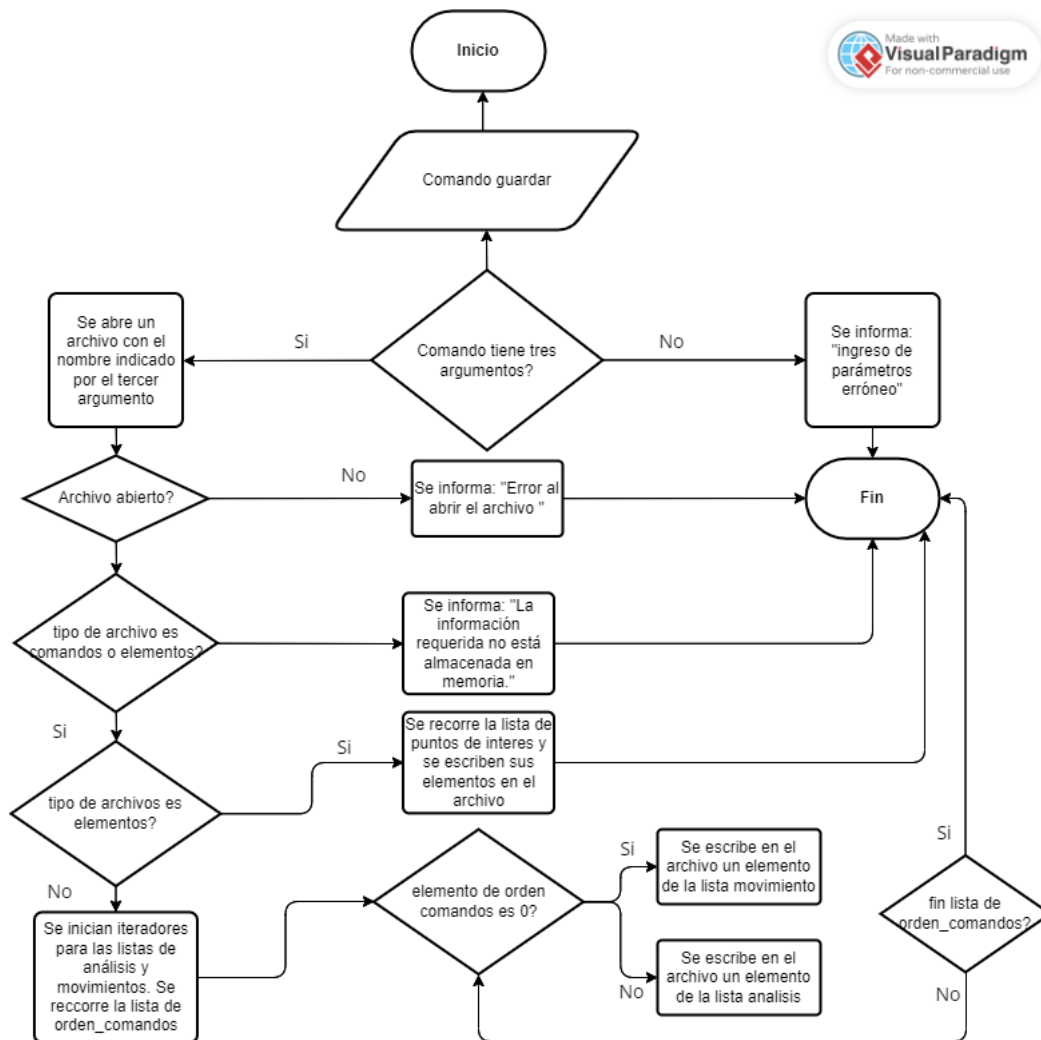 Inicio
Made with
VisualParadigm
For non-commercial use
Comando guardar
Se abre un
archivo con el
nombre indicado
por el tercer
argumento
Si
Comando tiene tres
argumentos?
No
Se informa:
"ingreso de
parámetros
erróneo"
Archivo abierto?
No
Se informa: "Error al
abrir el archivo "
Fin
tipo de archivo es
comandos o elementos?
Se informa: "La
información
requerida no está
almacenada en
memoria."
Si
tipo de archivos es
elementos?
Si
Se recorre la lista de
puntos de interes y
se escriben sus
elementos en el
archivo
No
Se inician iteradores
para las listas de
análisis y
movimientos. Se
reccorre la lista de
orden_comandos
elemento de orden
comandos es 0?
Si
Se escribe en el
archivo un elemento
de la lista movimiento
No
Se escribe en el
archivo un elemento
de la lista analisis
Si
fin lista de
orden_comandos?
No